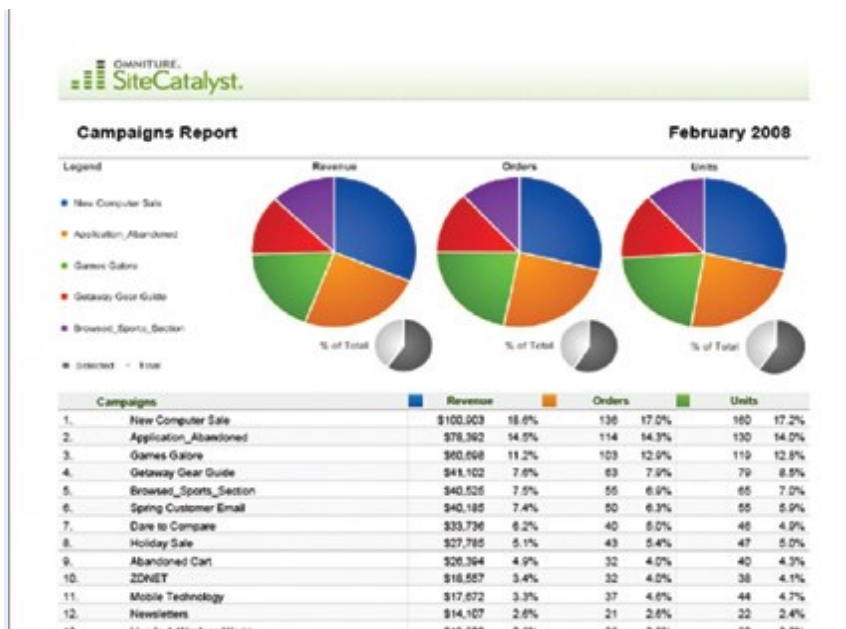 OMNITURE.
SiteCatalyst.
Campaigns Report February 2008
Legend Revenue Orders Units
New Computer Sale
Application_Abandoned
Games Galore
Getaway Gear Guide
Browsed_Sports_Section
% of Total % of Total % of Total
Selected Total
Campaigns Revenue Orders Units
1. New Computer Sale $100,903 18.6% 136 17.0% 160 17.2%
2. Application_Abandoned $78,392 14.5% 114 14.3% 130 14.0%
3. Games Galore $60,698 11.2% 103 12.9% 119 12.8%
4. Getaway Gear Guide $41,102 7.6% 63 7.9% 79 8.5%
5. Browsed_Sports_Section $40,525 7.5% 55 6.9% 65 7.0%
6. Spring Customer Email $40,185 7.4% 50 6.3% 55 5.9%
7. Dare to Compare $33,736 6.2% 40 5.0% 46 4.9%
8. Holiday Sale $27,785 5.1% 43 5.4% 47 5.0%
9. Abandoned Cart $26,394 4.9% 32 4.0% 40 4.3%
10. ZDNET $18,557 3.4% 32 4.0% 38 4.1%
11. Mobile Technology $17,672 3.3% 37 4.6% 44 4.7%
12. Newsletters $14,107 2.6% 21 2.6% 22 2.4%